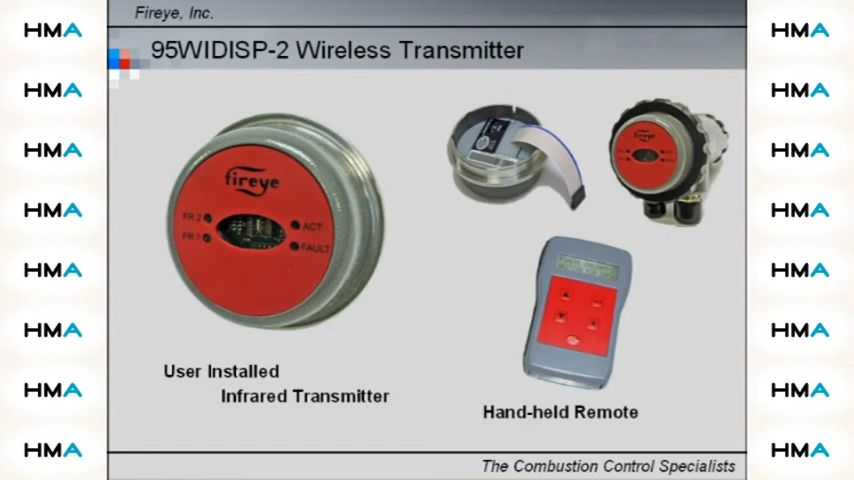 Fireye, Inc.
95WIDISP-2 Wireless Transmitter
fireye
FR 2
FR 1
ACT
FAULT
fireye
User Installed
Infrared Transmitter
Hand-held Remote
The Combustion Control Specialists
HMA HMA
HMA HMA
HMA HMA
HMA HMA
HMA HMA
HMA HMA
HMA HMA
HMA HMA